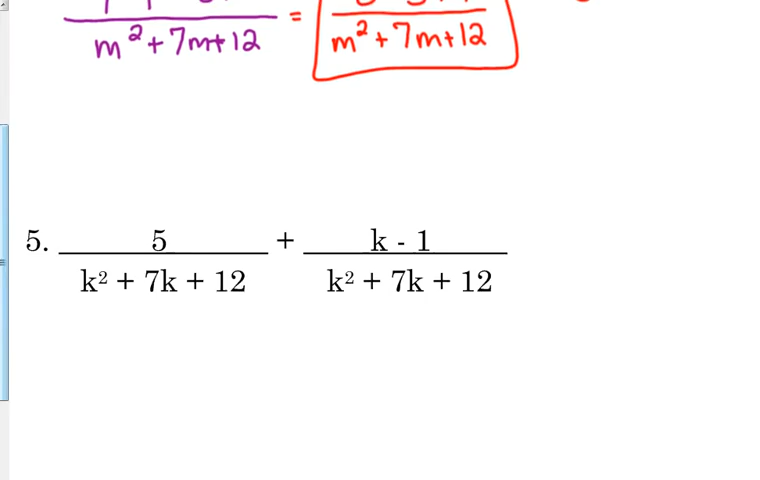 m² + 7m + 12 = m² + 7m + 12
5. 5 + k - 1
k² + 7k + 12 k² + 7k + 12